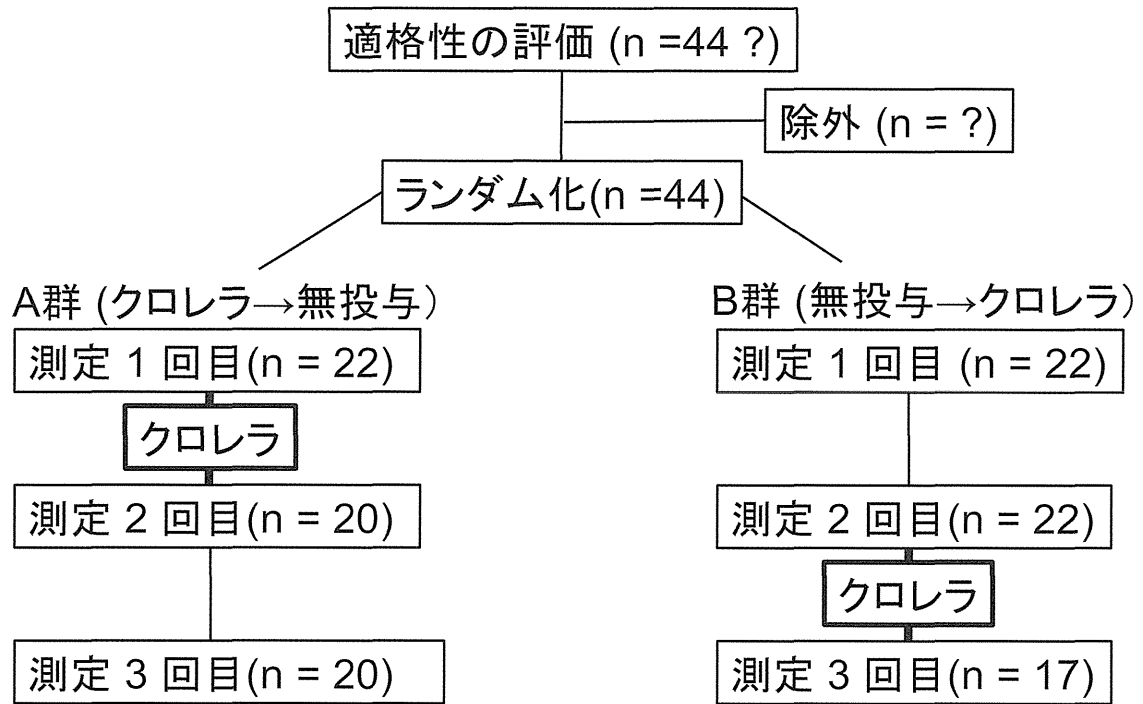 適格性の評価 (n =44 ?)
除外 (n = ?)
ランダム化(n =44)
A群 (クロレラ→無投与)
測定 1 回目(n = 22)
クロレラ
測定 2 回目(n = 20)
測定 3 回目(n = 20)
B群 (無投与→クロレラ)
測定 1 回目 (n = 22)
測定 2 回目(n = 22)
クロレラ
測定 3 回目(n = 17)